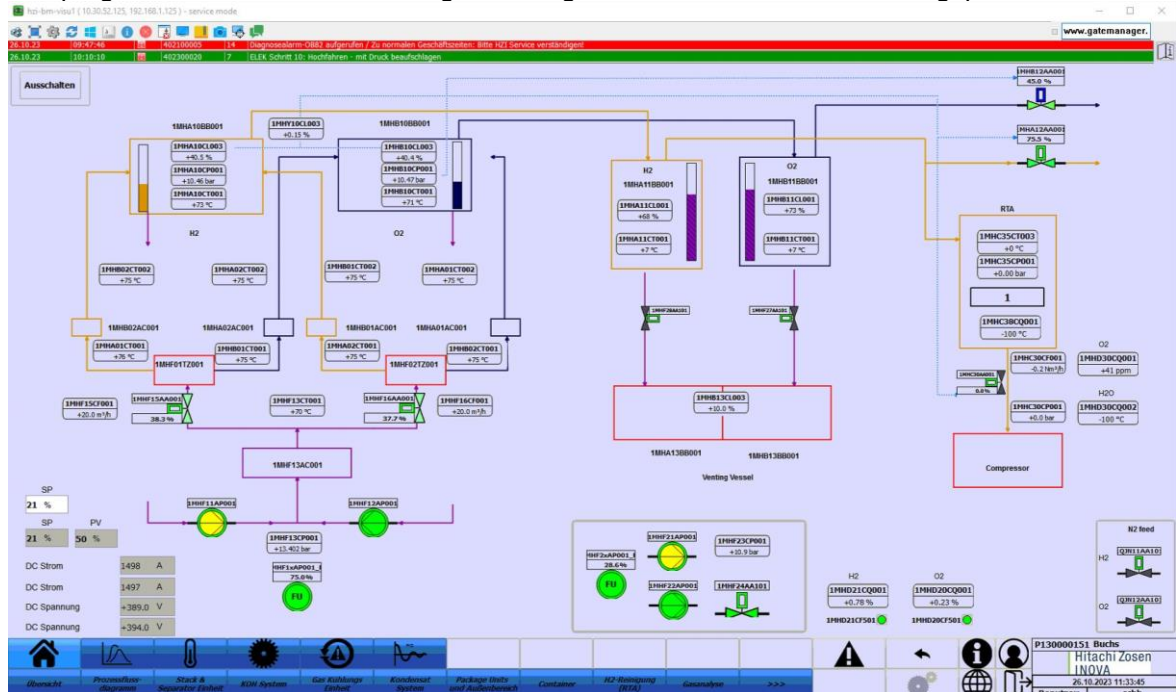 hzi-bm-visu1 ( 10.30.52.125, 192.168.1.125 ) - service mode
www.gatemanager.
26.10.23 09:47:46 402100005 14 Diagnosealarm-OB82 aufgerufen / Zu normalen Geschäftszeiten: Bitte HZI Service verständigen!
26.10.23 10:10:10 402300020 7 ELEK Schritt 10: Hochfahren - mit Druck beaufschlagen
Ausschalten
1MHB12AA001
45.0 %
1MHA12AA001
75.5 %
1MHA10BB001
1MHY10CL003
+0.15 %
1MHB10BB001
1MHA10CL003
+40.5 %
1MHA10CP001
+10.46 bar
1MHA10CT001
+73 °C
1MHB10CL003
+40.4 %
1MHB10CP001
+10.47 bar
1MHB10CT001
+71 °C
H2
O2
H2
1MHA11BB001
1MHA11CL001
+68 %
1MHA11CT001
+7 °C
O2
1MHB11BB001
1MHB11CL001
+73 %
1MHB11CT001
+7 °C
RTA
1MHC35CT003
+0 °C
1MHC35CP001
+0.00 bar
1
1MHC38CQ001
-100 °C
1MHB02CT002
+75 °C
1MHA02CT002
+75 °C
1MHB01CT002
+75 °C
1MHA01CT002
+75 °C
1MHB02AC001
1MHA02AC001
1MHB01AC001
1MHA01AC001
1MHF28AA101
1MHF27AA101
1MHA01CT001
+76 °C
1MHB01CT001
+75 °C
1MHA02CT001
+75 °C
1MHB02CT001
+75 °C
1MHF01TZ001
1MHF02TZ001
1MHC30CF001
-0.2 Nm³/h
O2
1MHD30CQ001
+41 ppm
1MHC30AA001
0.0 %
1MHC30CP001
+0.0 bar
H2O
1MHD30CQ002
-100 °C
1MHF15CF001
+20.0 m³/h
1MHF15AA001
38.3 %
1MHF13CT001
+70 °C
1MHF16AA001
37.7 %
1MHF16CF001
+20.0 m³/h
1MHB13CL003
+10.0 %
1MHA13BB001
1MHB13BB001
Venting Vessel
Compressor
1MHF13AC001
SP
21 %
SP PV
21 % 50 %
1MHF11AP001
1MHF12AP001
1MHF13CP001
+13.402 bar
75.0%
FU
DC Strom 1498 A
DC Strom 1497 A
DC Spannung +389.0 V
DC Spannung +394.0 V
28.6%
FU
1MHF21AP001
1MHF22AP001
1MHF23CP001
+10.9 bar
1MHF24AA101
H2
1MHD21CQ001
+0.78 %
1MHD21CF501
O2
1MHD20CQ001
+0.23 %
1MHD20CF501
N2 feed
H2
QJN11AA10
O2
QJN12AA10
Übersicht
Prozessfluss-
diagramm
Stack &
Separator Einheit
KOH System
Gas Kühlungs
Einheit
Kondensat
System
Package Units
und Außenbereich
Container
H2-Reinigung
(RTA)
Gasanalyse
>>>
P130000151 Buchs
Hitachi Zosen
INOVA
26.10.2023 11:33:45